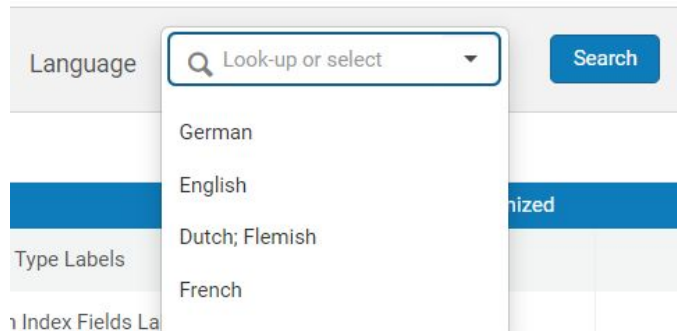 Language
Look-up or select
Search
German
English
nized
Dutch; Flemish
Type Labels
French
n Index Fields La